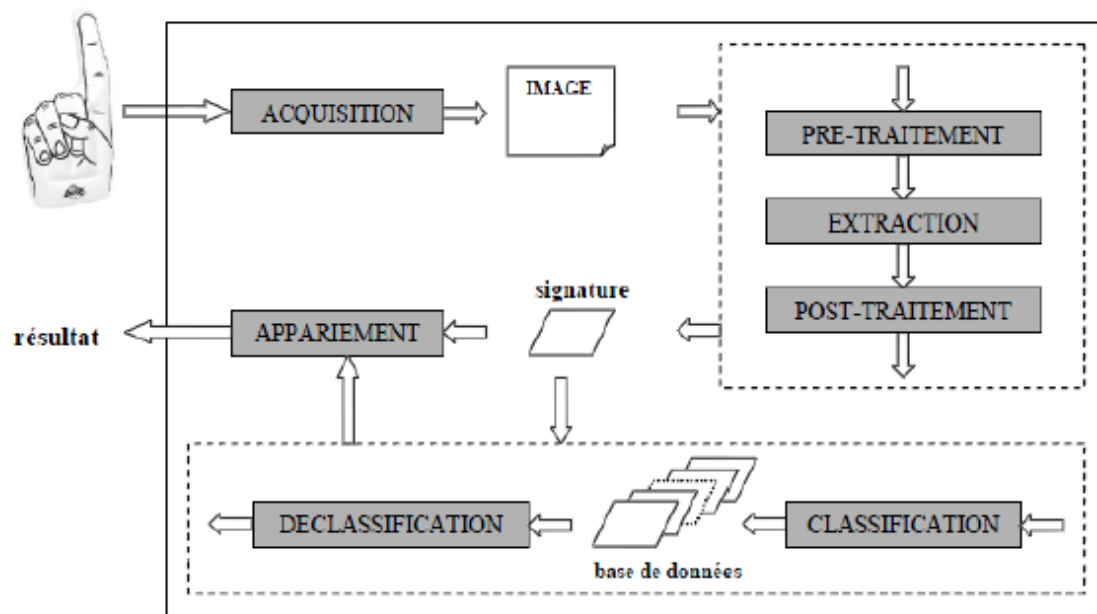 ACQUISITION
IMAGE
PRE-TRAITEMENT
EXTRACTION
POST-TRAITEMENT
signature
APPARIEMENT
résultat
DECLASSIFICATION
base de données
CLASSIFICATION